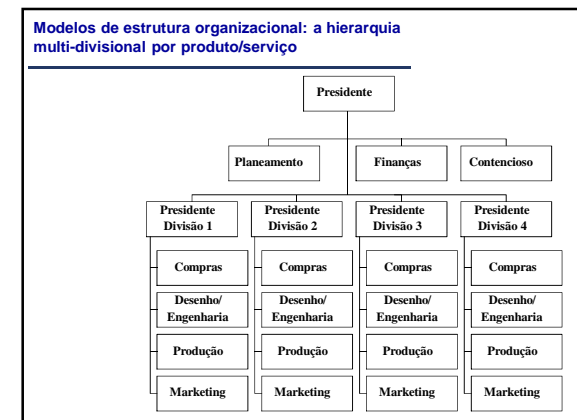 Modelos de estrutura organizacional: a hierarquia
multi-divisional por produto/serviço
Presidente
Planeamento
Finanças
Contencioso
Presidente
Divisão 1
Presidente
Divisão 2
Presidente
Divisão 3
Presidente
Divisão 4
Compras
Compras
Compras
Compras
Desenho/
Engenharia
Desenho/
Engenharia
Desenho/
Engenharia
Desenho/
Engenharia
Produção
Produção
Produção
Produção
Marketing
Marketing
Marketing
Marketing